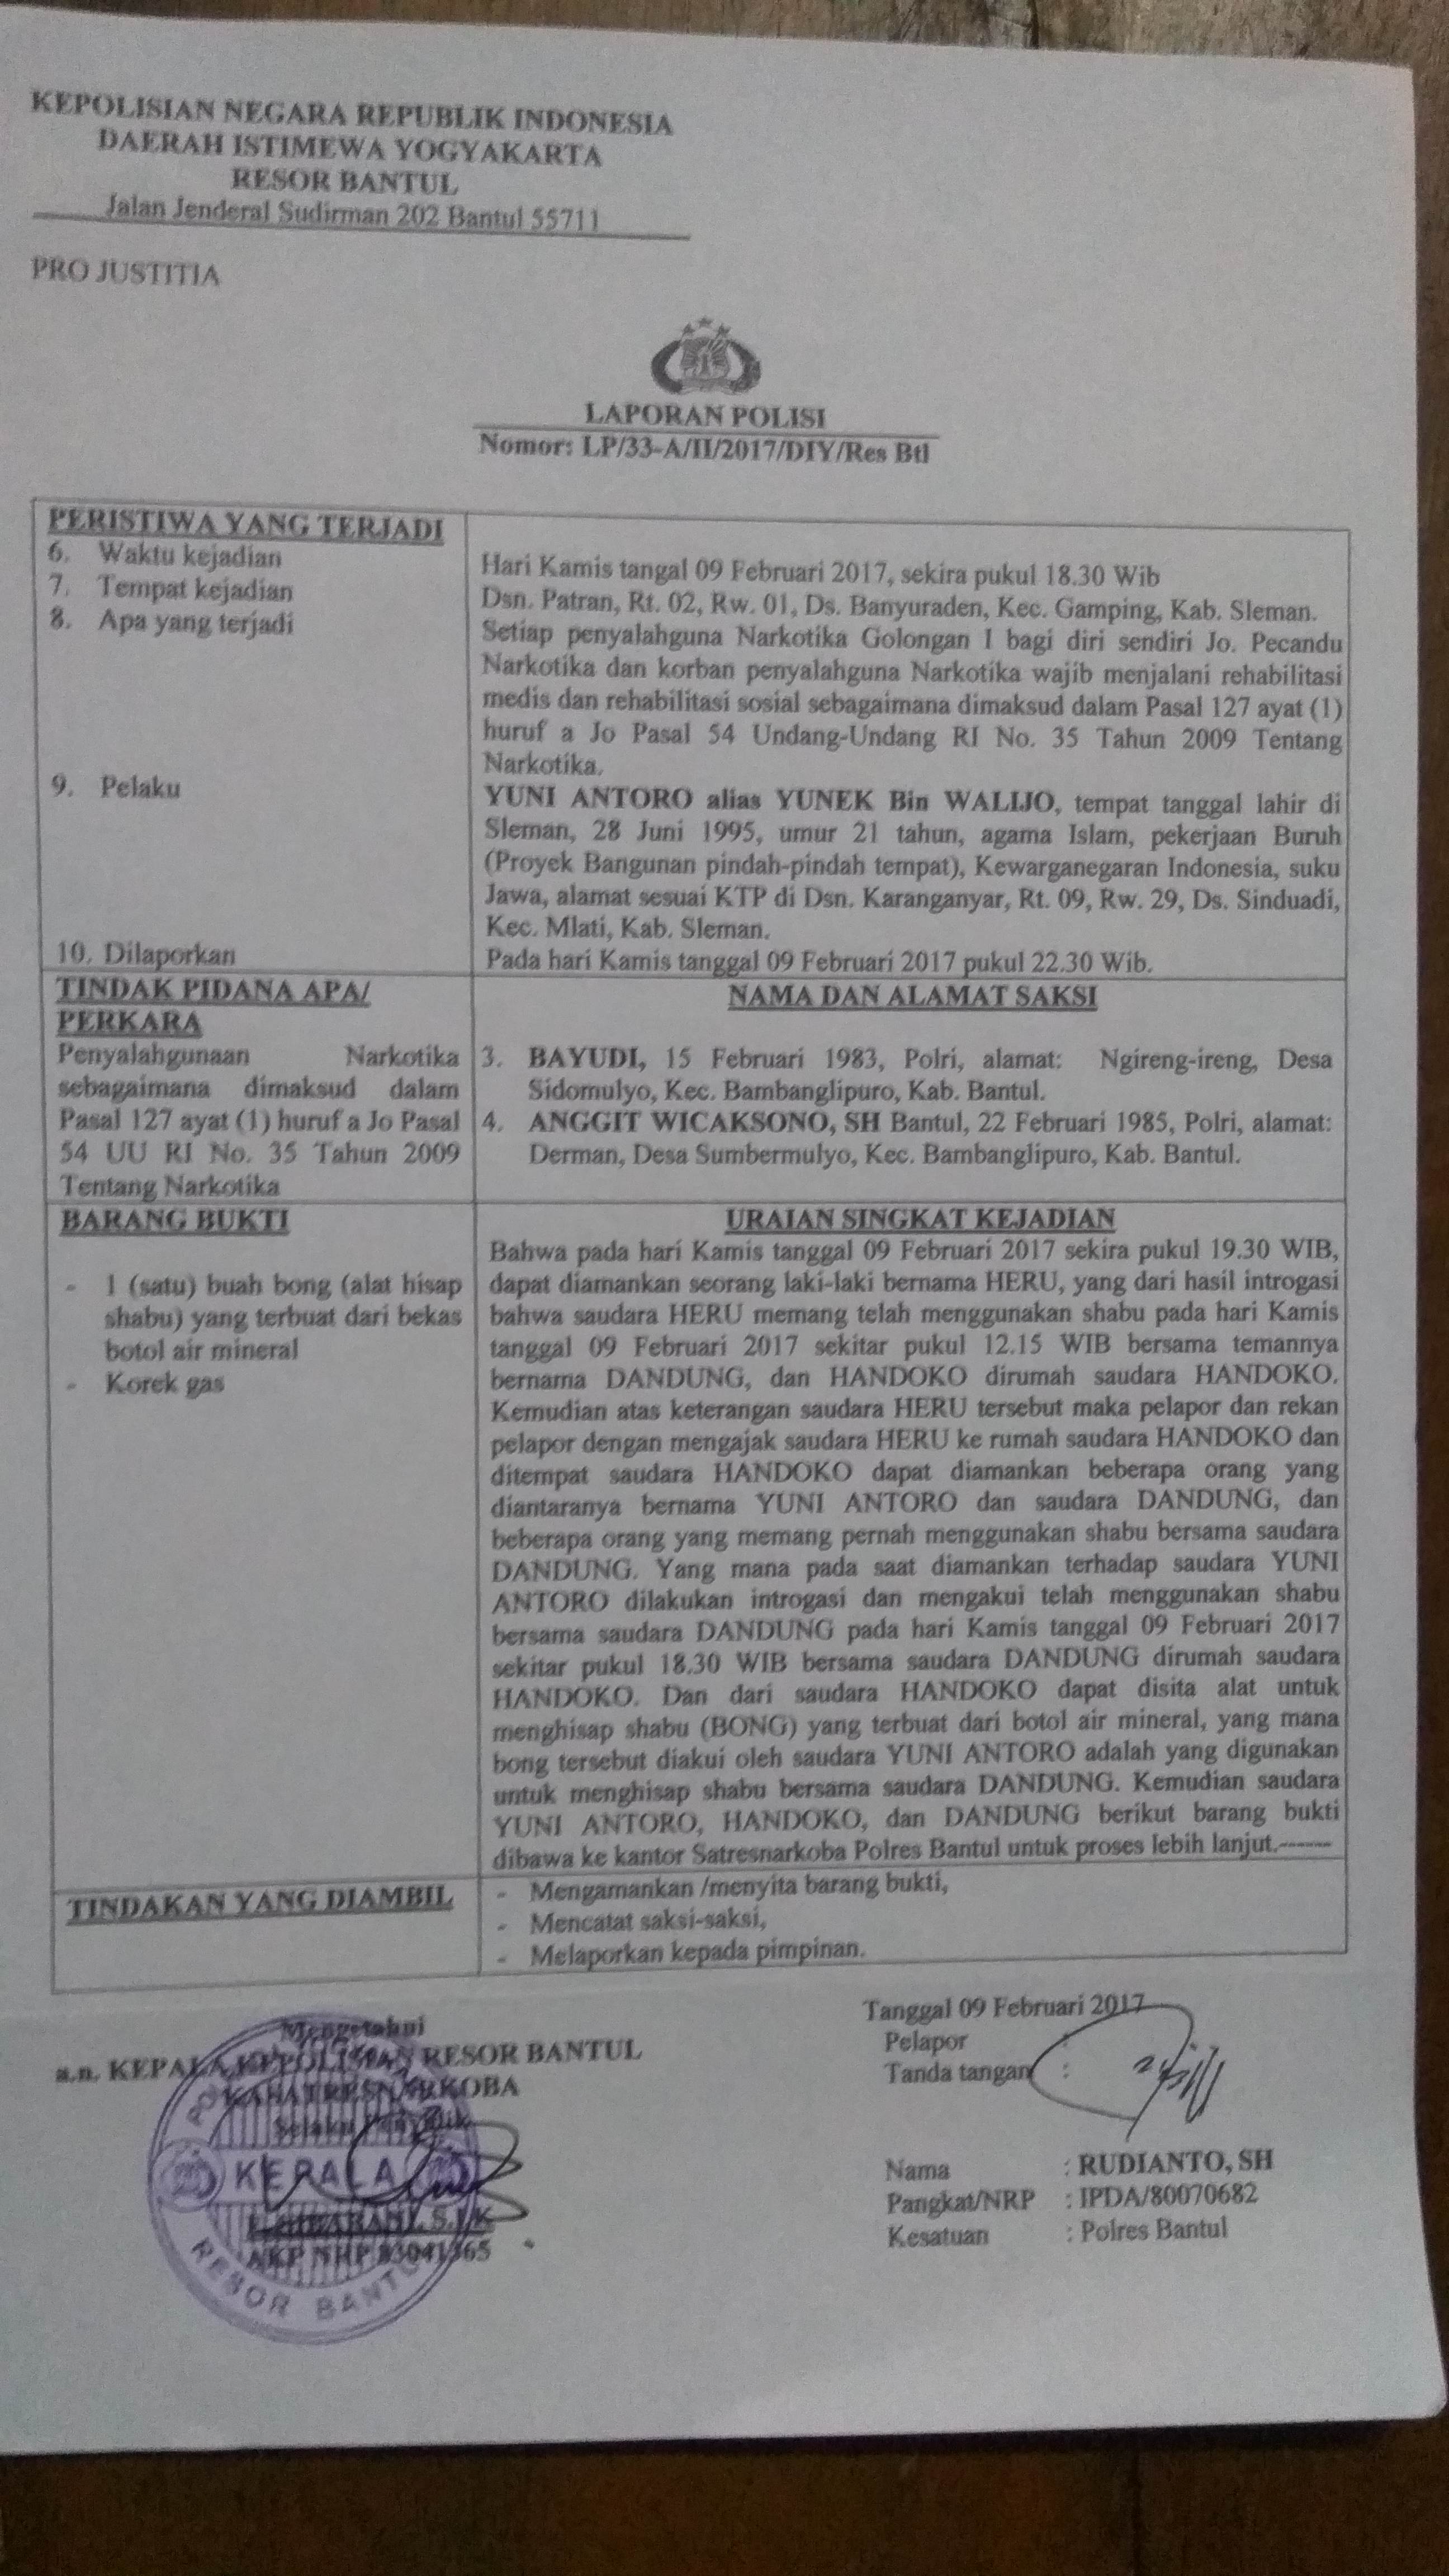 KEPOLISIAN NEGARA REPUBLIK INDONESIA
DAERAH ISTIMEWA YOGYAKARTA
RESOR BANTUL
Jalan Jenderal Sudirman 202 Bantul 55711
PRO JUSTITIA
LAPORAN POLISI
Nomor: LP/33-A/II/2017/DIY/Res Btl
PERISTIWA YANG TERJADI
6. Waktu kejadian
Hari Kamis tangal 09 Februari 2017, sekira pukul 18.30 Wib
7. Tempat kejadian
Dsn. Patran, Rt. 02, Rw. 01, Ds. Banyuraden, Kec. Gamping, Kab. Sleman.
8. Apa yang terjadi
Setiap penyalahguna Narkotika Golongan I bagi diri sendiri Jo. Pecandu
Narkotika dan korban penyalahguna Narkotika wajib menjalani rehabilitasi
medis dan rehabilitasi sosial sebagaimana dimaksud dalam Pasal 127 ayat (1)
huruf a Jo Pasal 54 Undang-Undang RI No. 35 Tahun 2009 Tentang
Narkotika.
9. Pelaku
YUNI ANTORO alias YUNEK Bin WALIJO, tempat tanggal lahir di
Sleman, 28 Juni 1995, umur 21 tahun, agama Islam, pekerjaan Buruh
(Proyek Bangunan pindah-pindah tempat), Kewarganegaran Indonesia, suku
Jawa, alamat sesuai KTP di Dsn. Karanganyar, Rt. 09, Rw. 29, Ds. Sinduadi,
Kec. Mlati, Kab. Sleman.
10. Dilaporkan
Pada hari Kamis tanggal 09 Februari 2017 pukul 22.30 Wib.
TINDAK PIDANA APA/
PERKARA
Penyalahgunaan Narkotika
sebagaimana dimaksud dalam
Pasal 127 ayat (1) huruf a Jo Pasal
54 UU RI No. 35 Tahun 2009
Tentang Narkotika
NAMA DAN ALAMAT SAKSI
3. BAYUDI, 15 Februari 1983, Polri, alamat: Ngireng-ireng, Desa
Sidomulyo, Kec. Bambanglipuro, Kab. Bantul.
4. ANGGIT WICAKSONO, SH Bantul, 22 Februari 1985, Polri, alamat:
Derman, Desa Sumbermulyo, Kec. Bambanglipuro, Kab. Bantul.
BARANG BUKTI
- 1 (satu) buah bong (alat hisap
shabu) yang terbuat dari bekas
botol air mineral
- Korek gas
URAIAN SINGKAT KEJADIAN
Bahwa pada hari Kamis tanggal 09 Februari 2017 sekira pukul 19.30 WIB,
dapat diamankan seorang laki-laki bernama HERU, yang dari hasil introgasi
bahwa saudara HERU memang telah menggunakan shabu pada hari Kamis
tanggal 09 Februari 2017 sekitar pukul 12.15 WIB bersama temannya
bernama DANDUNG, dan HANDOKO dirumah saudara HANDOKO.
Kemudian atas keterangan saudara HERU tersebut maka pelapor dan rekan
pelapor dengan mengajak saudara HERU ke rumah saudara HANDOKO dan
ditempat saudara HANDOKO dapat diamankan beberapa orang yang
diantaranya bernama YUNI ANTORO dan saudara DANDUNG, dan
beberapa orang yang memang pernah menggunakan shabu bersama saudara
DANDUNG. Yang mana pada saat diamankan terhadap saudara YUNI
ANTORO dilakukan introgasi dan mengakui telah menggunakan shabu
bersama saudara DANDUNG pada hari Kamis tanggal 09 Februari 2017
sekitar pukul 18.30 WIB bersama saudara DANDUNG dirumah saudara
HANDOKO. Dan dari saudara HANDOKO dapat disita alat untuk
menghisap shabu (BONG) yang terbuat dari botol air mineral, yang mana
bong tersebut diakui oleh saudara YUNI ANTORO adalah yang digunakan
untuk menghisap shabu bersama saudara DANDUNG. Kemudian saudara
YUNI ANTORO, HANDOKO, dan DANDUNG berikut barang bukti
dibawa ke kantor Satresnarkoba Polres Bantul untuk proses lebih lanjut.------
TINDAKAN YANG DIAMBIL
- Mengamankan /menyita barang bukti,
- Mencatat saksi-saksi,
- Melaporkan kepada pimpinan.
Mengetahui
a.n. KEPALA KEPOLISIAN RESOR BANTUL
KASATRESNARKOBA
Selaku Penyidik
KEPALA
S.I.K
AKP NRP
RESOR BANTUL
Tanggal 09 Februari 2017
Pelapor :
Tanda tangan :
Nama : RUDIANTO, SH
Pangkat/NRP : IPDA/80070682
Kesatuan : Polres Bantul